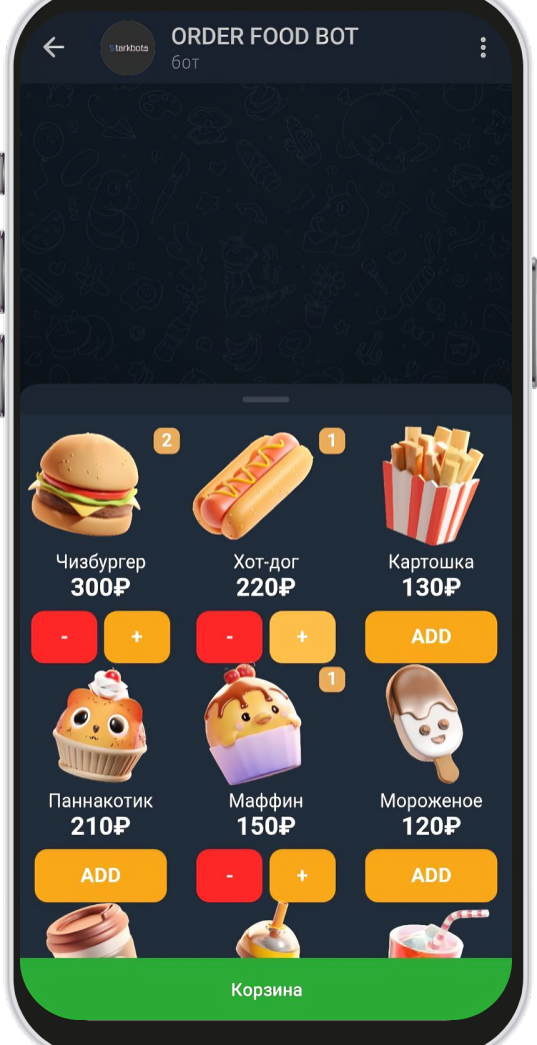 Starkbots
ORDER FOOD BOT
бот
2
1
Чизбургер
Хот-дог
Картошка
300₽
220₽
130₽
- +
- +
ADD
1
Паннакотик
Маффин
Мороженое
210₽
150₽
120₽
ADD
- +
ADD
Корзина